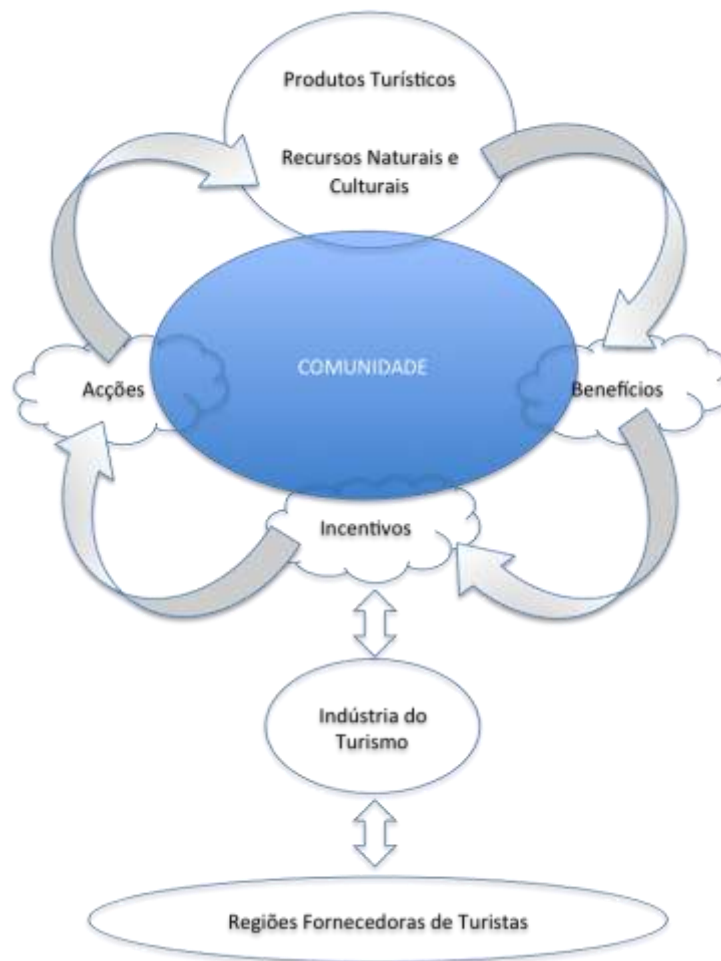 Produtos Turísticos
Recursos Naturais e
Culturais
COMUNIDADE
Acções
Benefícios
Incentivos
Indústria do
Turismo
Regiões Fornecedoras de Turistas